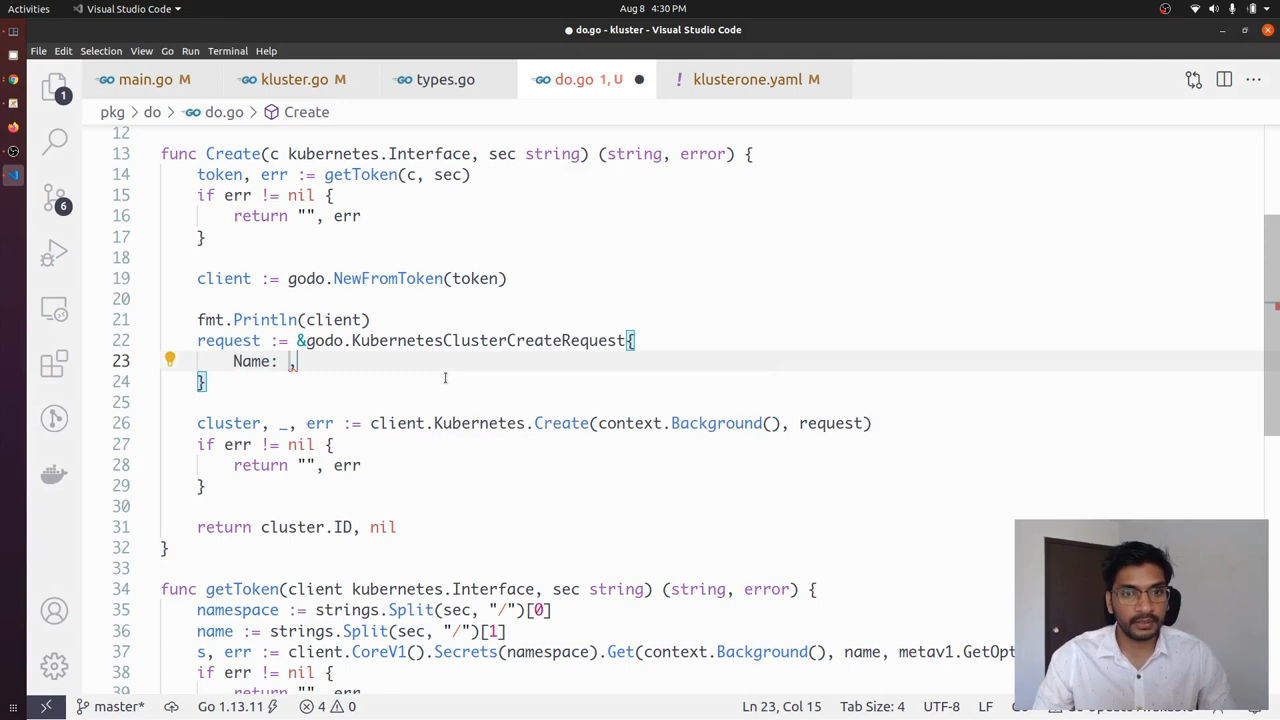 Activities Visual Studio Code Aug 8 4:30 PM
do.go - kluster - Visual Studio Code
File Edit Selection View Go Run Terminal Help
main.go M kluster.go M types.go do.go 1, U klusterone.yaml M
pkg > do > do.go > Create
12
13 func Create(c kubernetes.Interface, sec string) (string, error) {
14 token, err := getToken(c, sec)
15 if err != nil {
16 return "", err
17 }
18
19 client := godo.NewFromToken(token)
20
21 fmt.Println(client)
22 request := &godo.KubernetesClusterCreateRequest{
23 Name: ,
24 }
25
26 cluster, _, err := client.Kubernetes.Create(context.Background(), request)
27 if err != nil {
28 return "", err
29 }
30
31 return cluster.ID, nil
32 }
33
34 func getToken(client kubernetes.Interface, sec string) (string, error) {
35 namespace := strings.Split(sec, "/")[0]
36 name := strings.Split(sec, "/")[1]
37 s, err := client.CoreV1().Secrets(namespace).Get(context.Background(), name, metav1.GetOpt
38 if err != nil {
39 return "", err
1
6
master* Go 1.13.11 4 0 Ln 23, Col 15 Tab Size: 4 UTF-8 LF